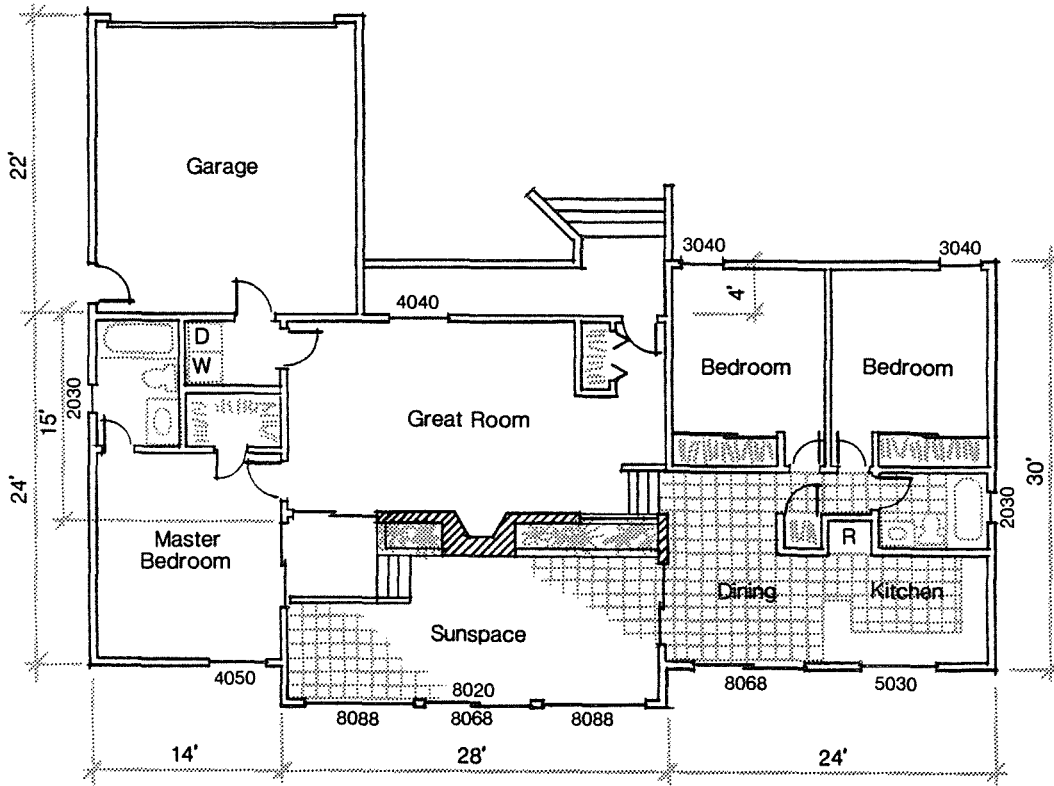 22'
Garage
3040
3040
4'
4040
D
W
2030
15'
Bedroom
Bedroom
Great Room
24'
30'
2030
Master
Bedroom
R
Dining
Kitchen
Sunspace
4050
8020
8068
5030
8088
8068
8088
14'
28'
24'